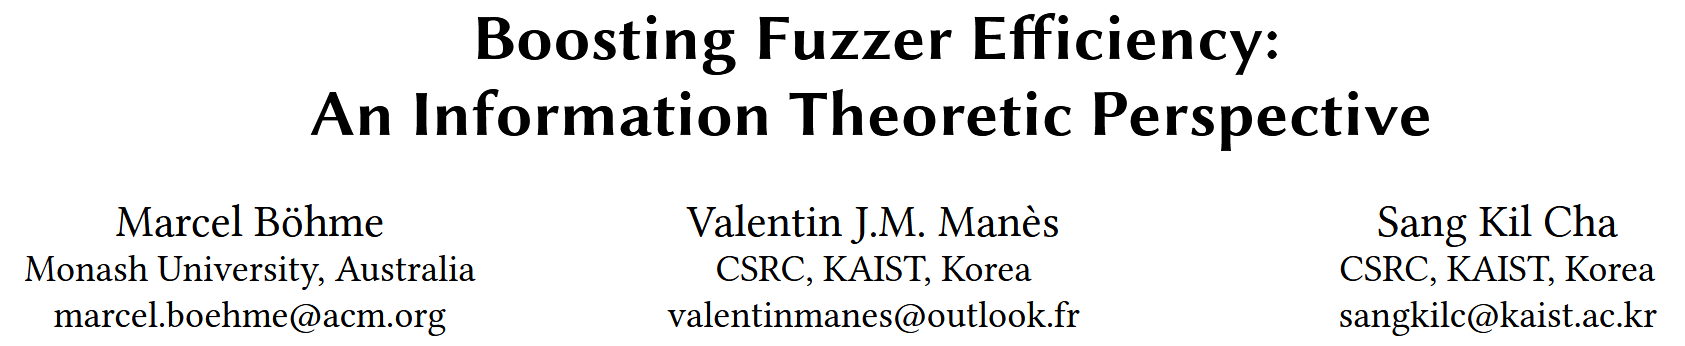 Boosting Fuzzer Efficiency:
An Information Theoretic Perspective
Marcel Böhme
Monash University, Australia
marcel.boehme@acm.org
Valentin J.M. Manès
CSRC, KAIST, Korea
valentinmanes@outlook.fr
Sang Kil Cha
CSRC, KAIST, Korea
sangkilc@kaist.ac.kr